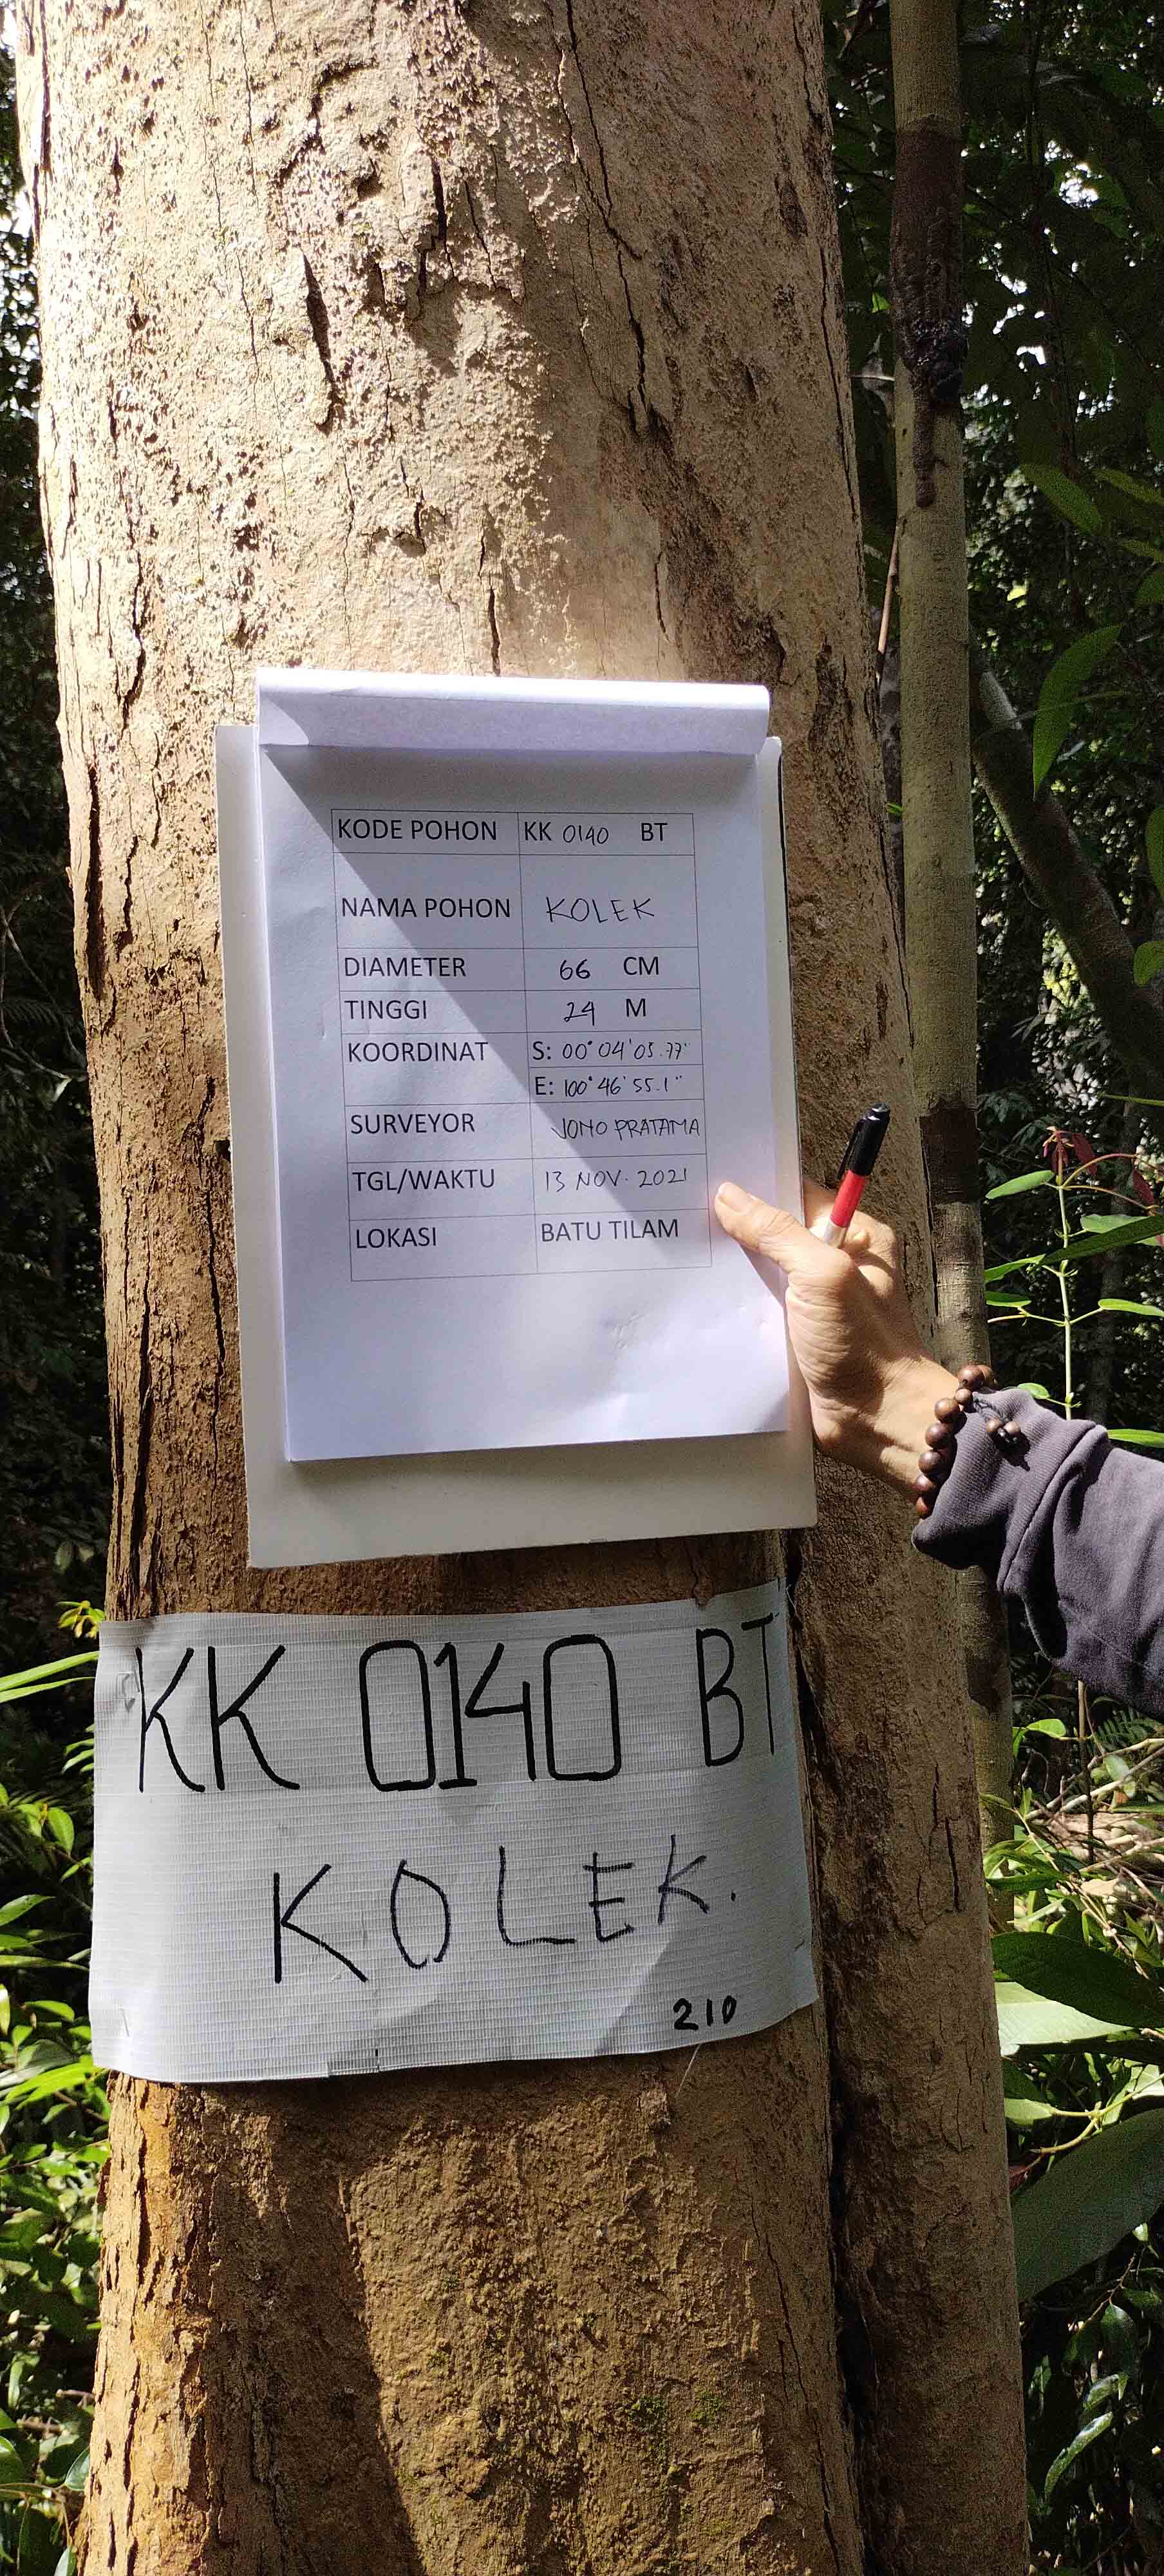 KODE POHON KK 0140 BT
NAMA POHON KOLEK
DIAMETER 66 CM
TINGGI 24 M
KOORDINAT S: 00° 04' 05.77"
E: 100° 46' 55.1"
SURVEYOR JONO PRATAMA
TGL/WAKTU 13 NOV. 2021
LOKASI BATU TILAM
KK 0140 BT
KOLEK.
210